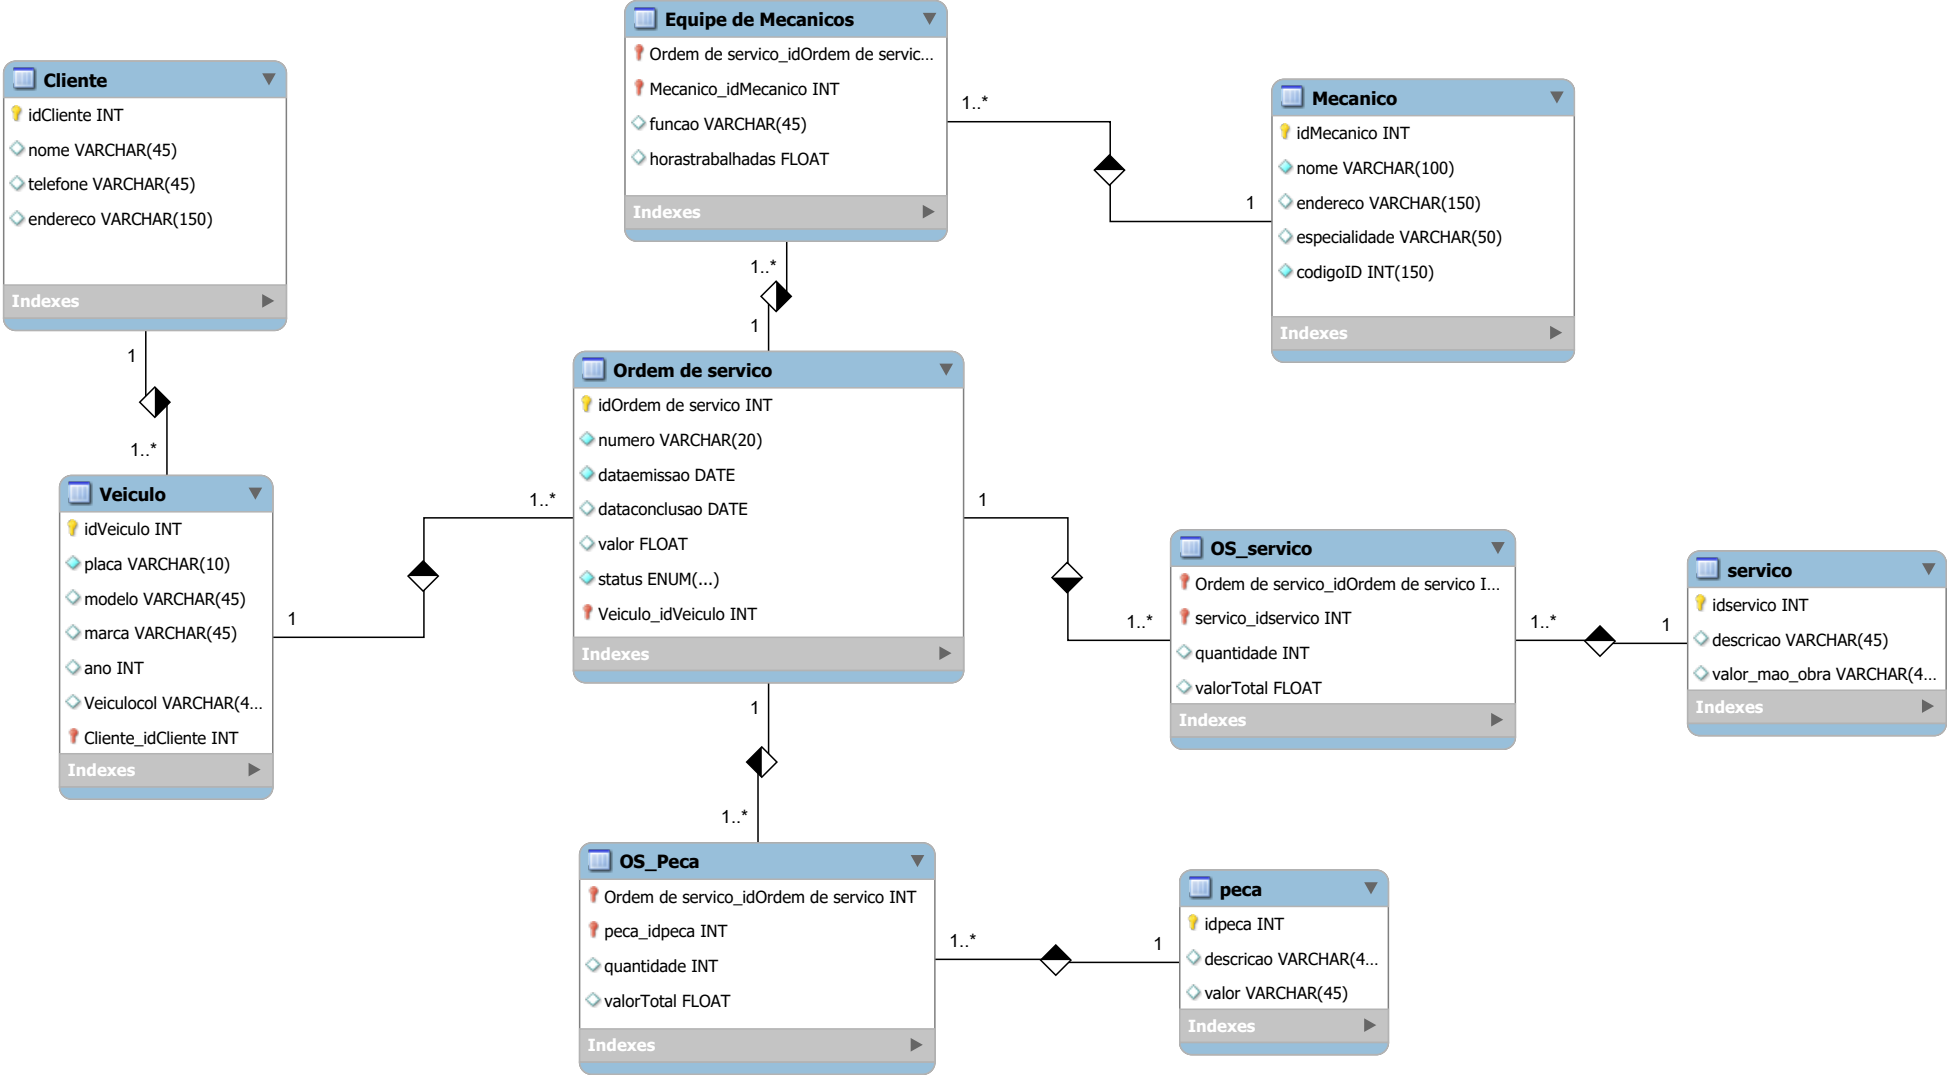 Equipe de Mecanicos
Ordem de servico_idOrdem de servic...
Mecanico_idMecanico INT
funcao VARCHAR(45)
horastrabalhadas FLOAT
Indexes
Cliente
idCliente INT
nome VARCHAR(45)
telefone VARCHAR(45)
endereco VARCHAR(150)
Indexes
Mecanico
idMecanico INT
nome VARCHAR(100)
endereco VARCHAR(150)
especialidade VARCHAR(50)
codigoID INT(150)
Indexes
1..*
1
1..*
1
1
1..*
Ordem de servico
idOrdem de servico INT
numero VARCHAR(20)
dataemissao DATE
dataconclusao DATE
valor FLOAT
status ENUM(...)
Veiculo_idVeiculo INT
Indexes
Veiculo
idVeiculo INT
placa VARCHAR(10)
modelo VARCHAR(45)
marca VARCHAR(45)
ano INT
Veiculocol VARCHAR(4...
Cliente_idCliente INT
Indexes
1..*
1
1
1..*
OS_servico
Ordem de servico_idOrdem de servico I...
servico_idservico INT
quantidade INT
valorTotal FLOAT
Indexes
1..*
1
servico
idservico INT
descricao VARCHAR(45)
valor_mao_obra VARCHAR(4...
Indexes
1
1..*
OS_Peca
Ordem de servico_idOrdem de servico INT
peca_idpeca INT
quantidade INT
valorTotal FLOAT
Indexes
1..*
1
peca
idpeca INT
descricao VARCHAR(4...
valor VARCHAR(45)
Indexes